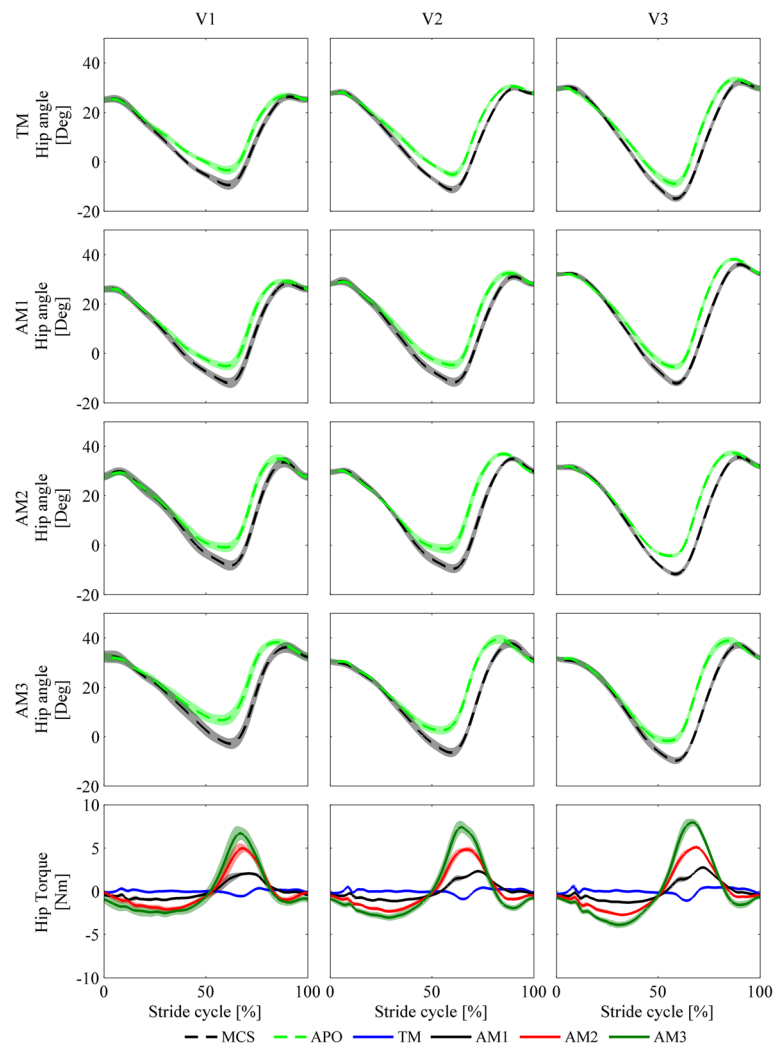 V1 V2 V3
TM
Hip angle
[Deg]
40
20
0
-20
AM1
Hip angle
[Deg]
40
20
0
-20
AM2
Hip angle
[Deg]
40
20
0
-20
AM3
Hip angle
[Deg]
40
20
0
-20
Hip Torque
[Nm]
10
5
0
-5
-10
0 50 100 0 50 100 0 50 100
Stride cycle [%] Stride cycle [%] Stride cycle [%]
MCS APO TM AM1 AM2 AM3